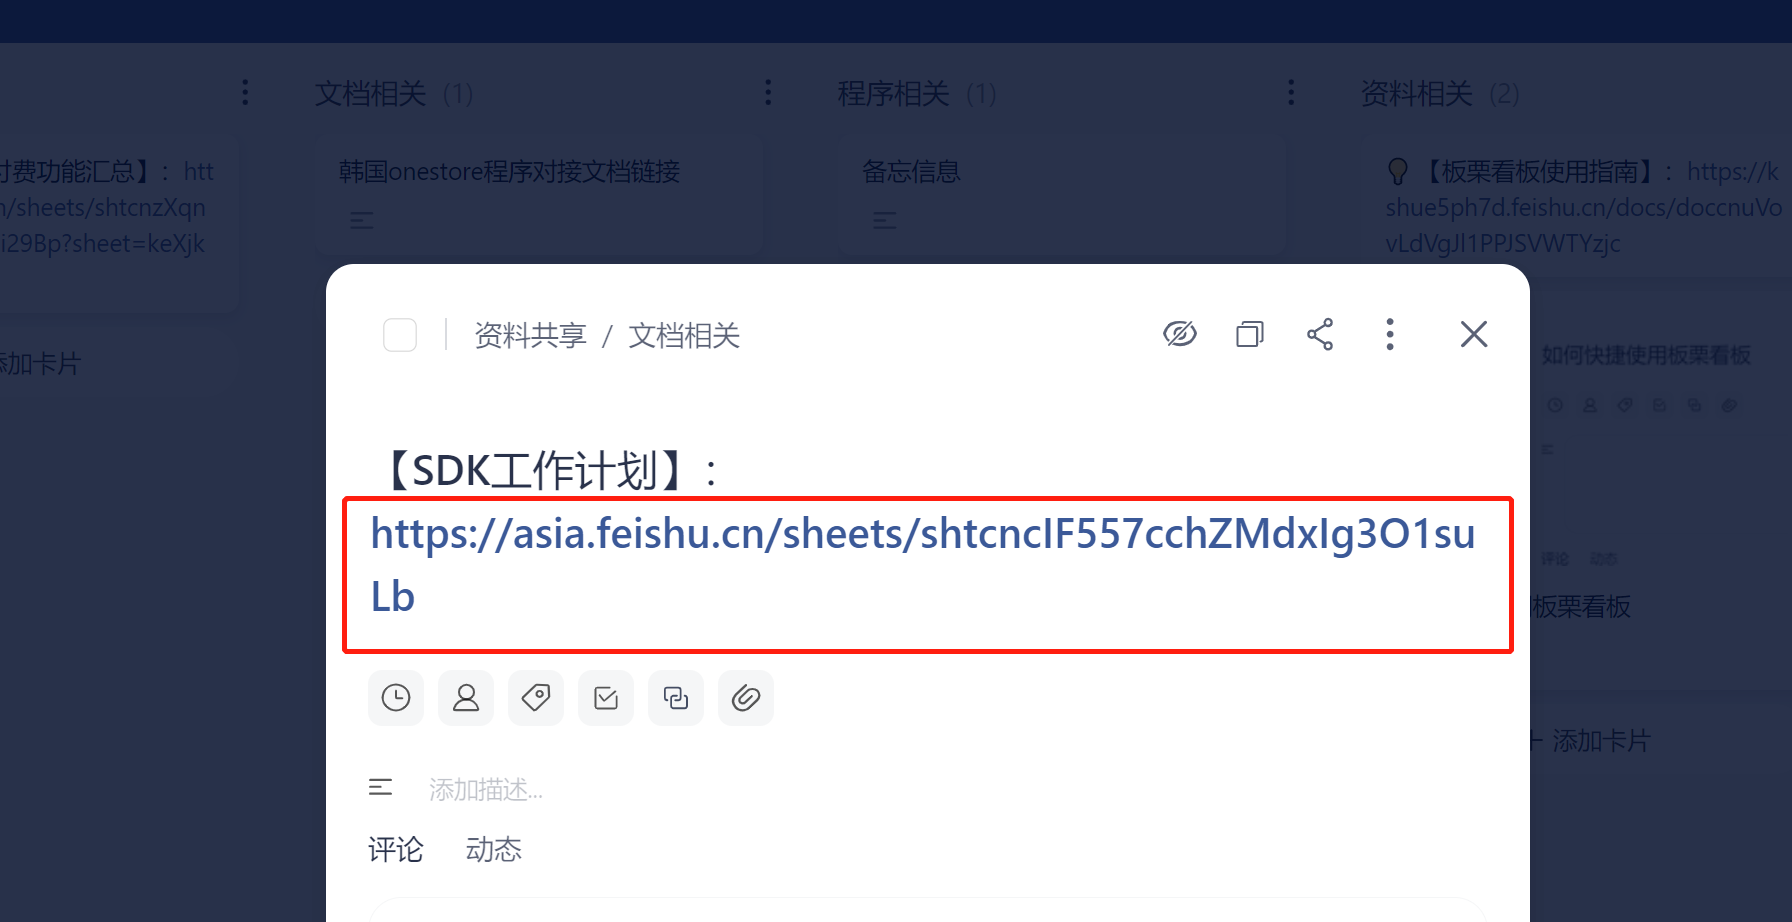 文档相关 (1)
程序相关 (1)
资料相关 (2)
付费功能汇总】： htt
n/sheets/shtcnzXqn
i29Bp?sheet=keXjk
韩国onestore程序对接文档链接
备忘信息
【板栗看板使用指南】： https://k
shue5ph7d.feishu.cn/docs/doccnuVo
vLdVgJl1PPJSVWTYzjc
添加卡片
资料共享 / 文档相关
如何快捷使用板栗看板
【SDK工作计划】：
https://asia.feishu.cn/sheets/shtcncIF557cchZMdxIg3O1su
Lb
评论 动态
板栗看板
+ 添加卡片
添加描述...
评论 动态